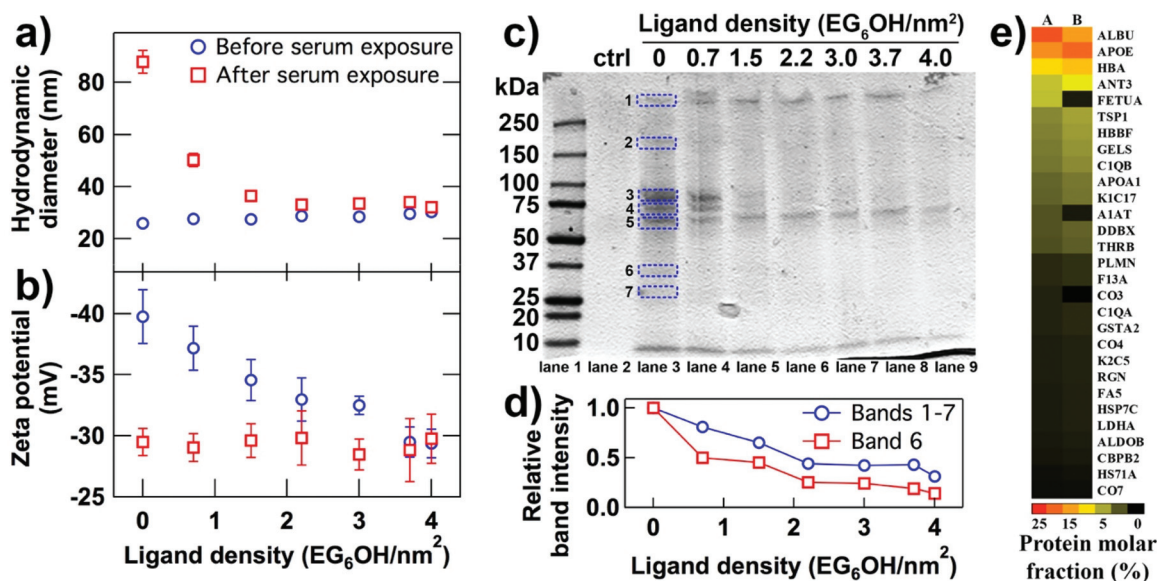 a)
Hydrodynamic
diameter (nm)
80
60
40
20
Before serum exposure
After serum exposure
b)
Zeta potential
(mV)
-40
-35
-30
-25
0 1 2 3 4
Ligand density (EG6OH/nm2)
c)
Ligand density (EG6OH/nm2)
ctrl 0 0.7 1.5 2.2 3.0 3.7 4.0
kDa
250
150
100
75
50
37
25
20
10
1
2
3
4
5
6
7
lane 1 lane 2 lane 3 lane 4 lane 5 lane 6 lane 7 lane 8 lane 9
d)
Relative
band intensity
1.0
0.5
0.0
Bands 1-7
Band 6
0 1 2 3 4
Ligand density (EG6OH/nm2)
e)
A B
ALBU
APOE
HBA
ANT3
FETUA
TSP1
HBBF
GELS
C1QB
APOA1
K1C17
A1AT
DDBX
THRB
PLMN
F13A
CO3
C1QA
GSTA2
CO4
K2C5
RGN
FA5
HSP7C
LDHA
ALDOB
CBPB2
HS71A
CO7
25 15 5 0
Protein molar
fraction (%)